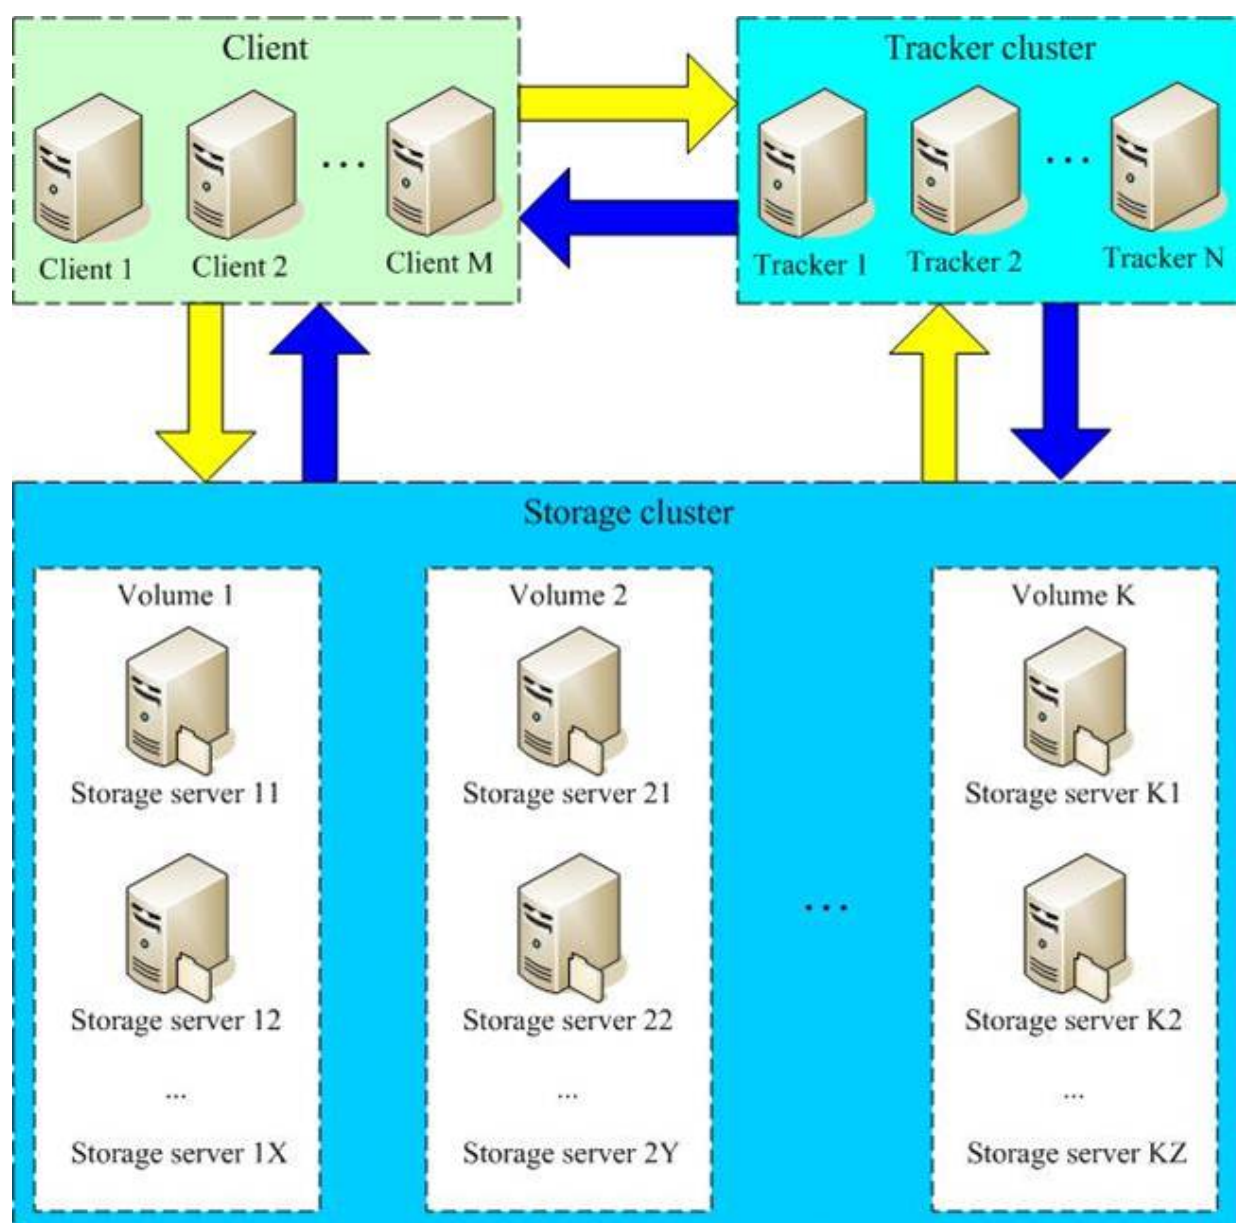 Client
Tracker cluster
...
...
Client 1
Client 2
Client M
Tracker 1
Tracker 2
Tracker N
Storage cluster
Volume 1
Volume 2
Volume K
Storage server 11
Storage server 21
Storage server K1
...
Storage server 12
Storage server 22
Storage server K2
...
...
...
Storage server 1X
Storage server 2Y
Storage server KZ